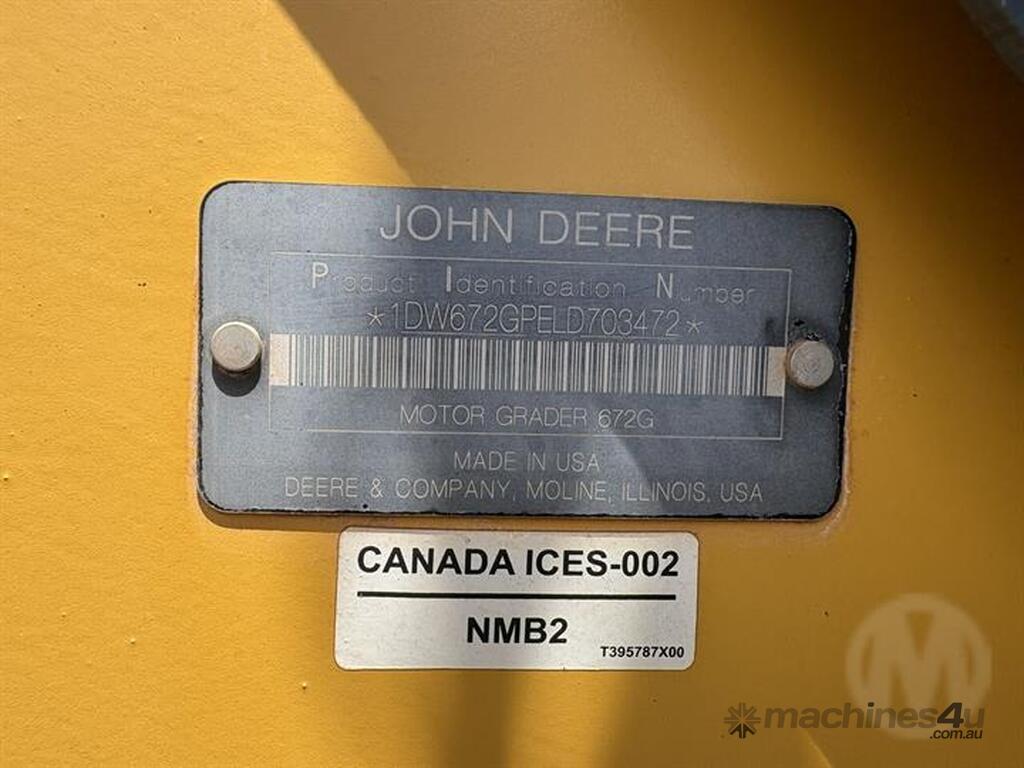 JOHN DEERE
Product Identification Number
*1DW672GPELD703472*
MOTOR GRADER 672G
MADE IN USA
DEERE & COMPANY, MOLINE, ILLINOIS, USA
CANADA ICES-002
NMB2
T395787X00
M
machines4u
.com.au